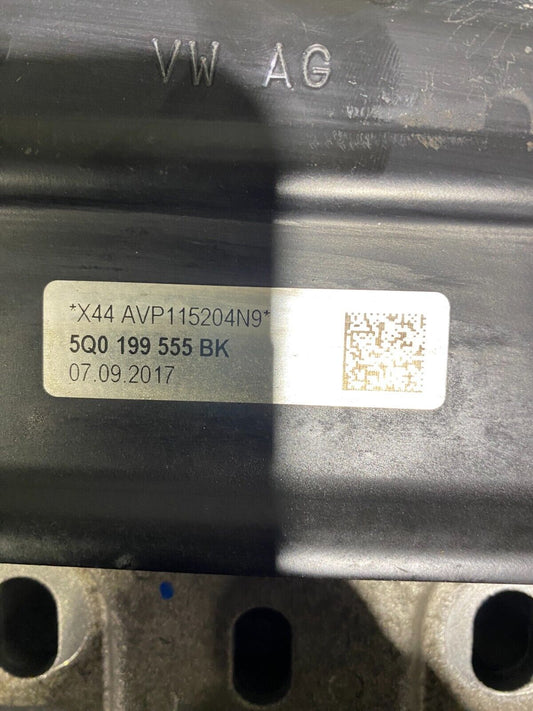 VW AG
*X44 AVP115204N9*
5Q0 199 555 BK
07.09.2017